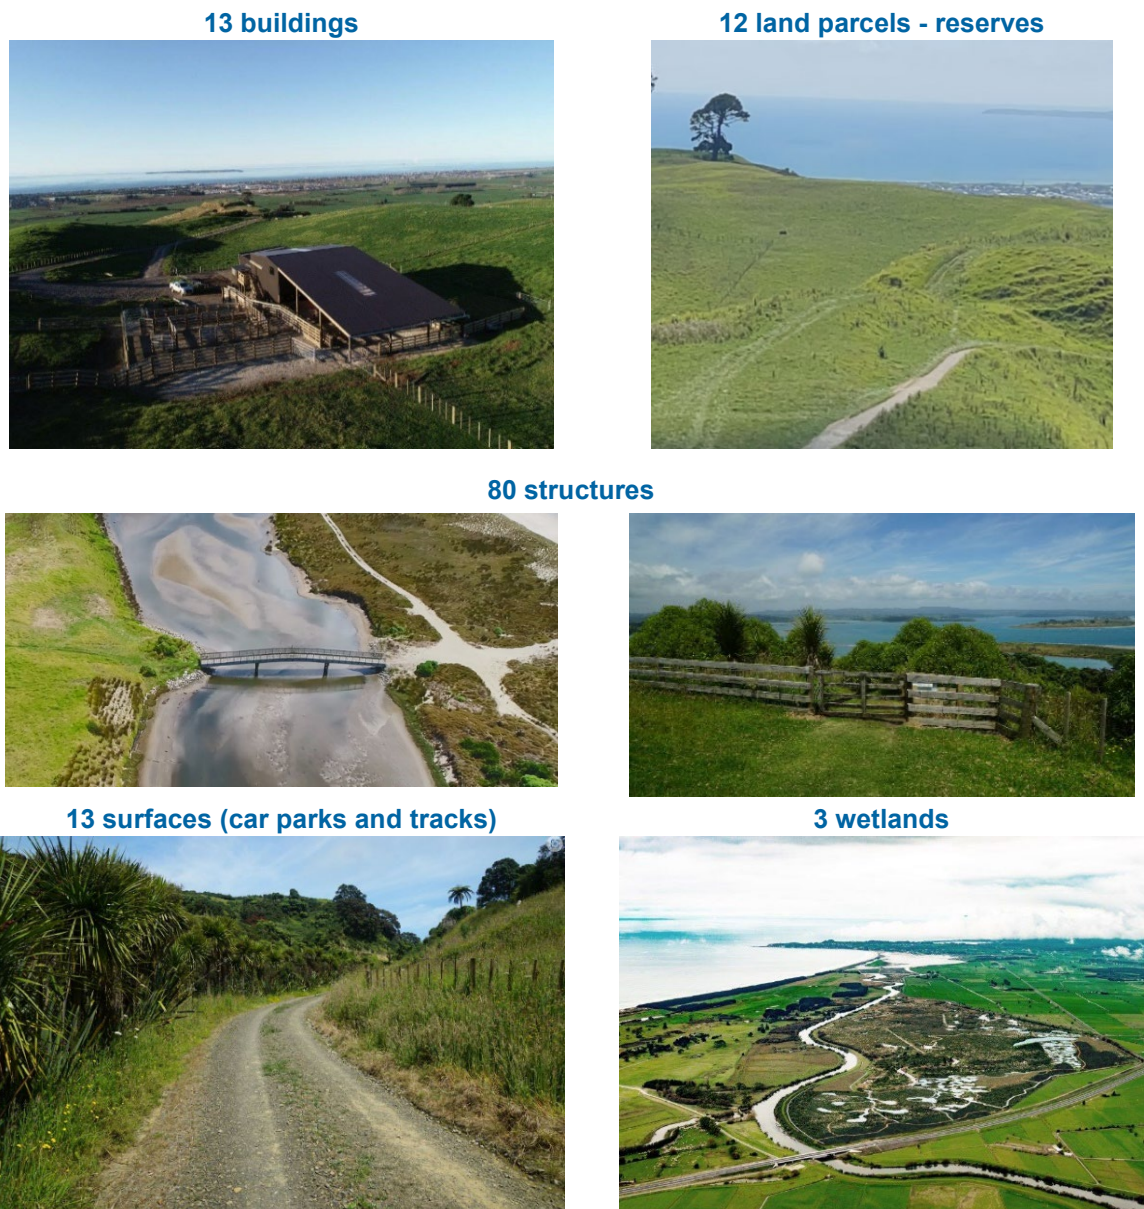 13 buildings
12 land parcels - reserves
80 structures
13 surfaces (car parks and tracks)
3 wetlands